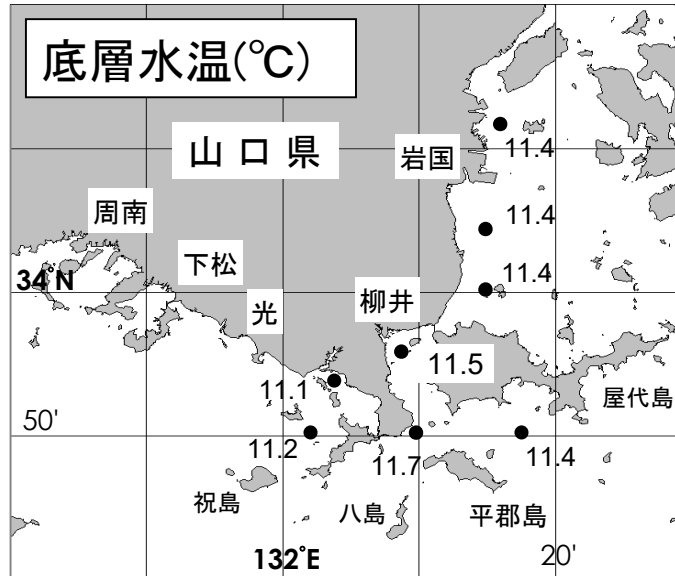 底層水温(℃)
山口県
岩国
11.4
周南
11.4
下松
34°N
11.4
光
柳井
11.5
11.1
屋代島
50'
11.2
11.7
11.4
祝島
八島
平郡島
132°E
20'